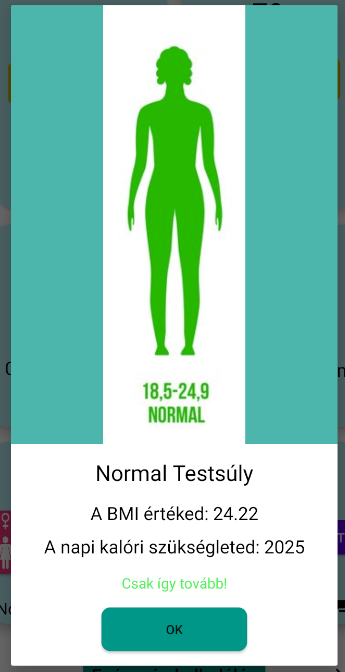 18,5-24,9
NORMAL
Normal Testsúly
A BMI értéked: 24.22
A napi kalóri szükségleted: 2025
Csak így tovább!
OK